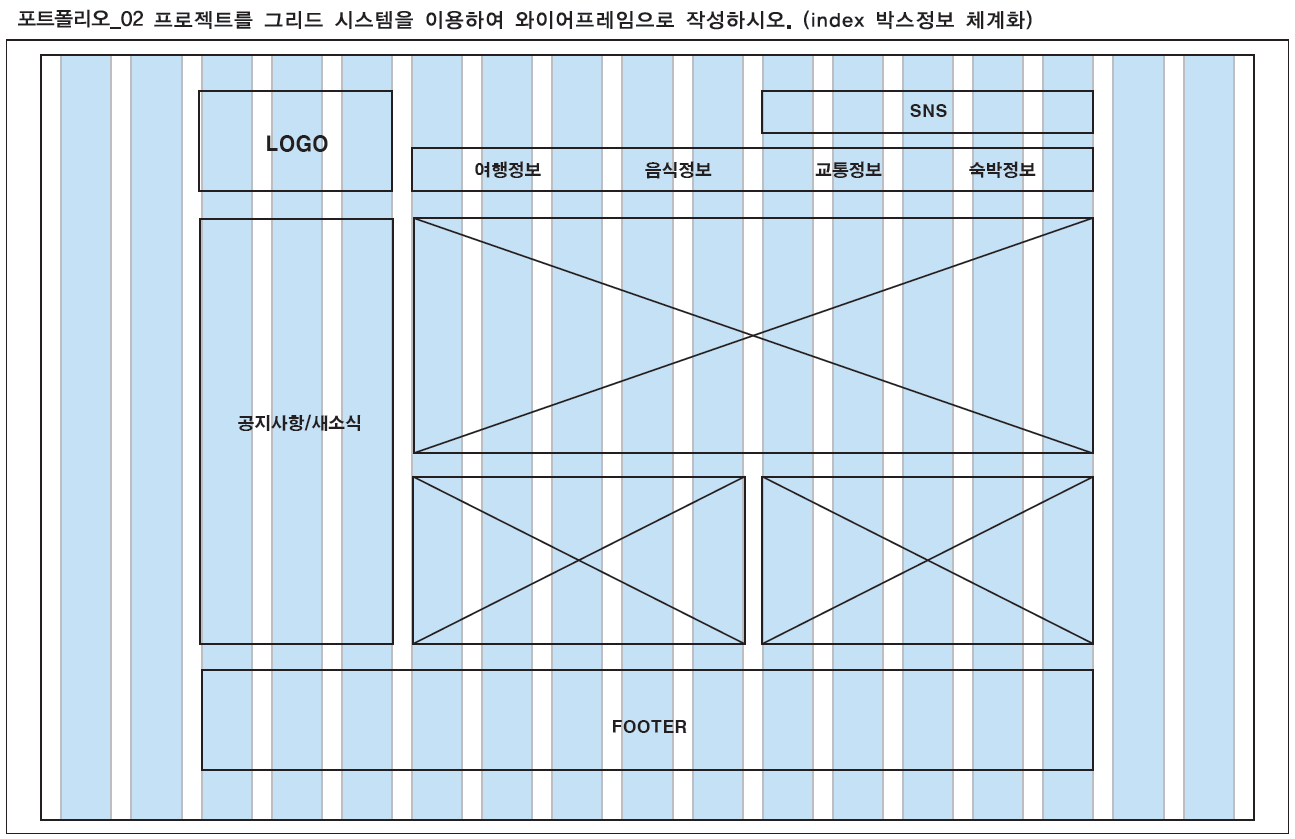 포트폴리오_02 프로젝트를 그리드 시스템을 이용하여 와이어프레임으로 작성하시오. (index 박스정보 체계화)
LOGO
SNS
여행정보 음식정보 교통정보 숙박정보
공지사항/새소식
FOOTER